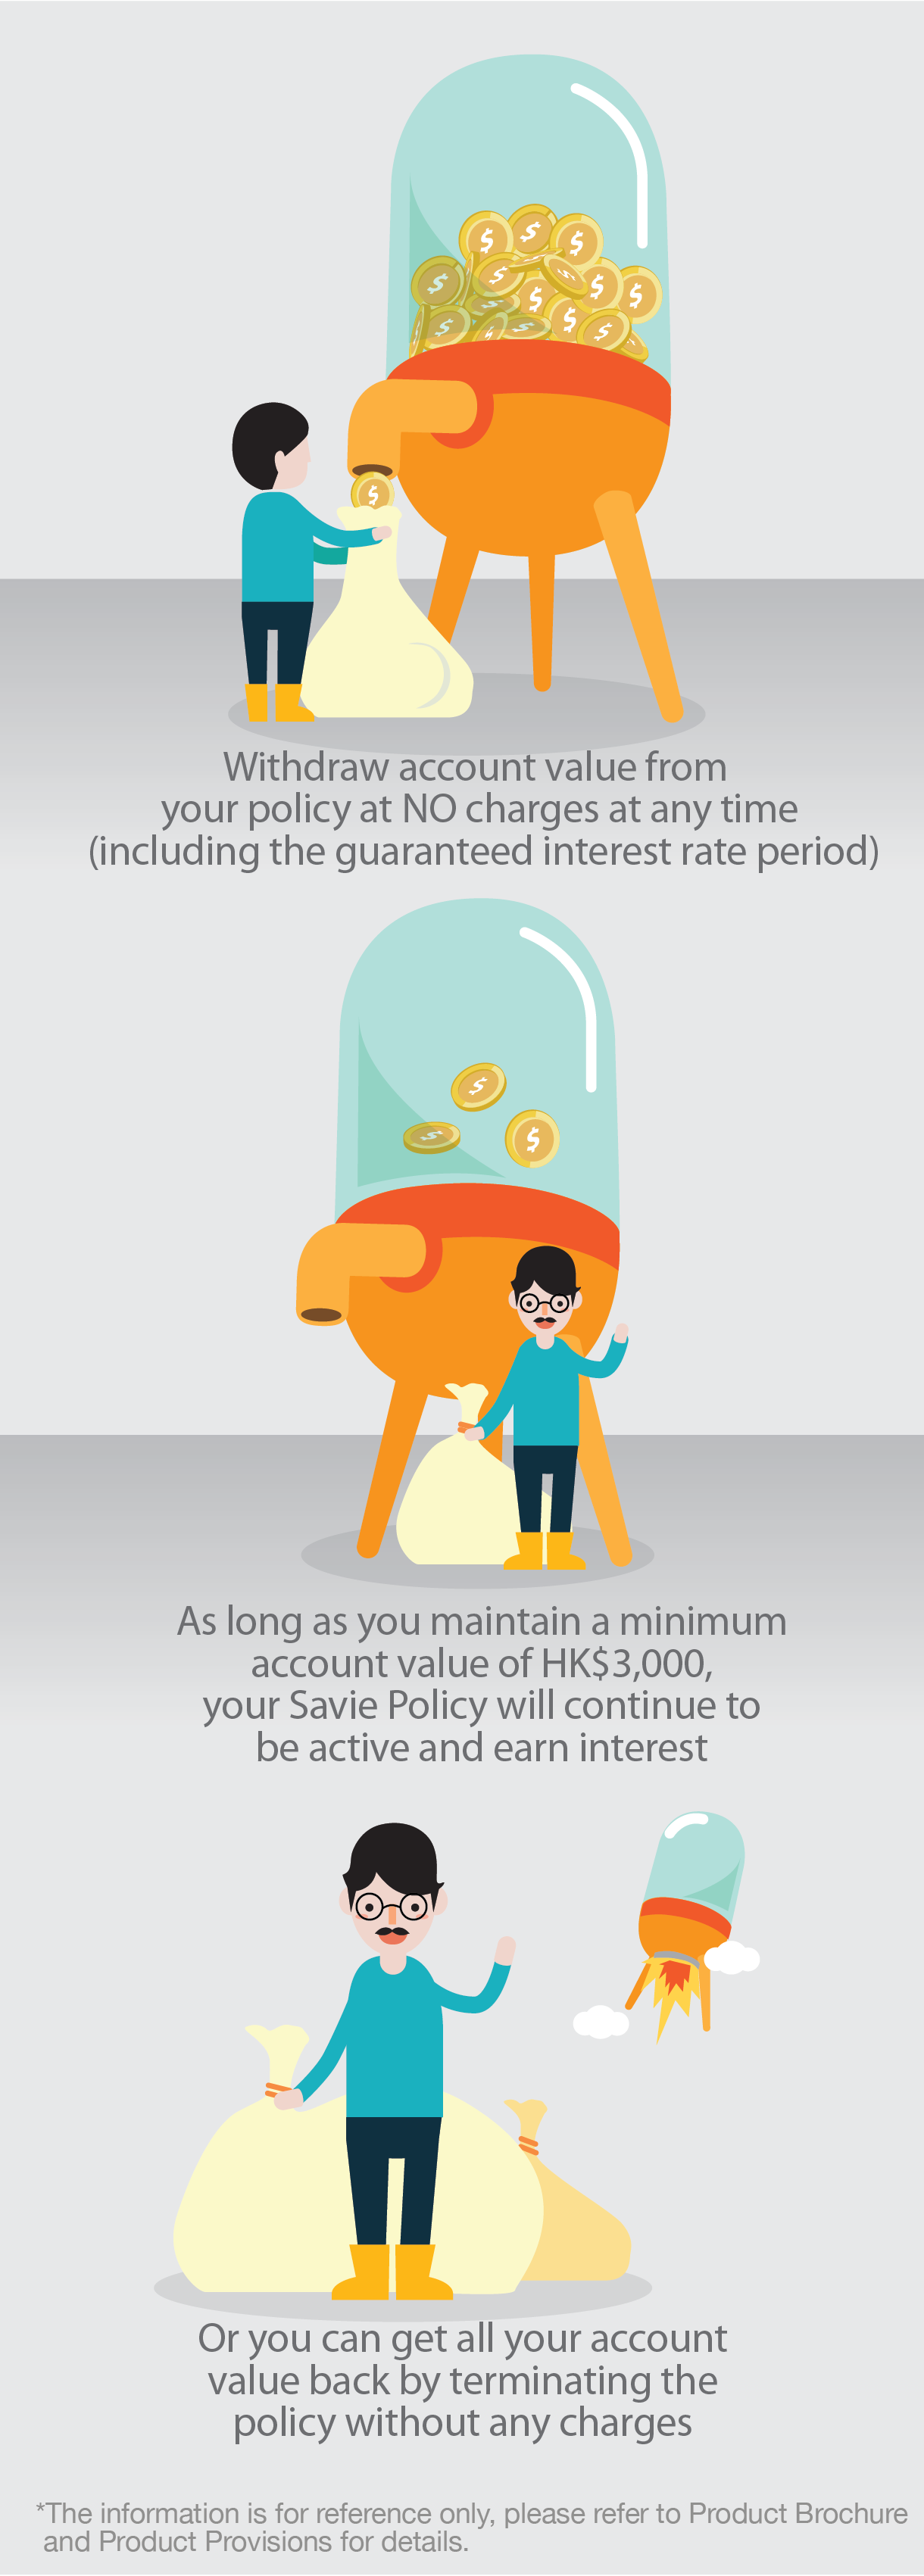 Withdraw account value from
your policy at NO charges at any time
(including the guaranteed interest rate period)
As long as you maintain a minimum
account value of HK$3,000,
your Savie Policy will continue to
be active and earn interest
Or you can get all your account
value back by terminating the
policy without any charges
*The information is for reference only, please refer to Product Brochure
and Product Provisions for details.